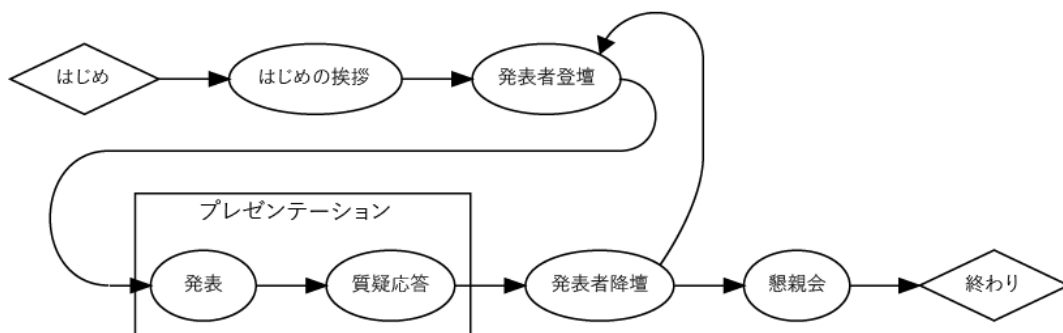 はじめ
はじめの挨拶
発表者登壇
プレゼンテーション
発表
質疑応答
発表者降壇
懇親会
終わり